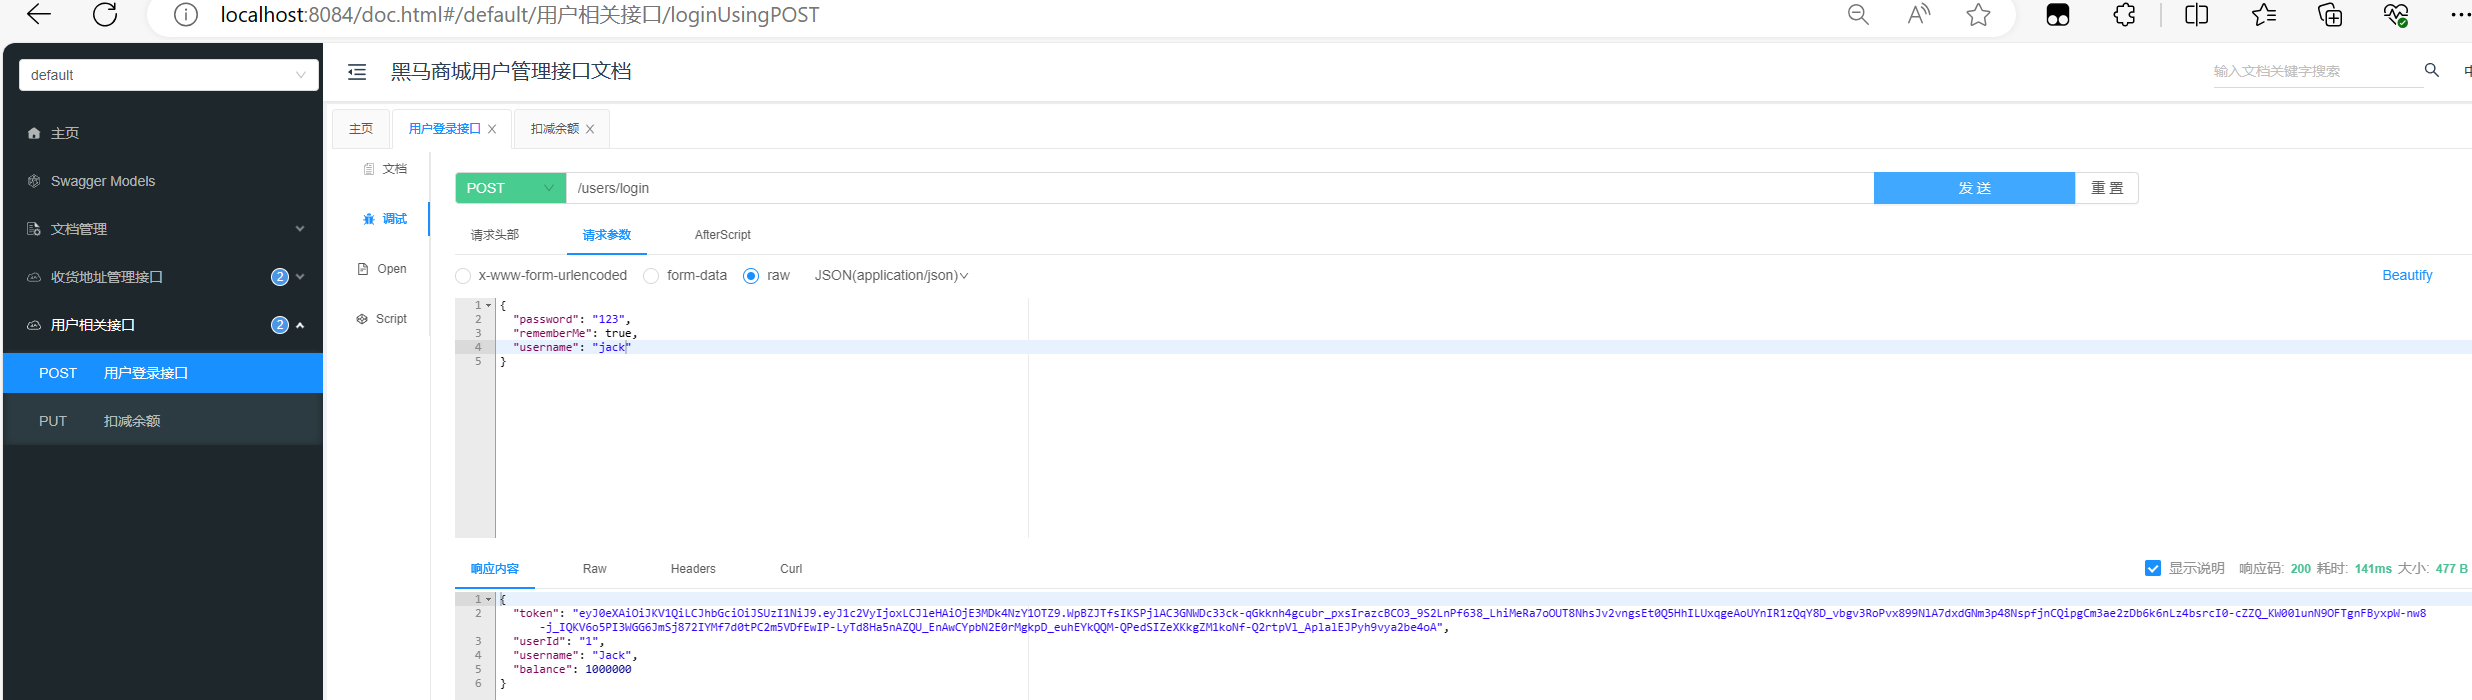 localhost:8084/doc.html#/default/用户相关接口/loginUsingPOST
default
黑马商城用户管理接口文档
输入文档关键字搜索
主页
Swagger Models
文档管理
收货地址管理接口 2
用户相关接口 2
POST 用户登录接口
PUT 扣减余额
主页 用户登录接口 扣减余额
文档
调试
Open
Script
POST /users/login 发 送 重 置
请求头部 请求参数 AfterScript
x-www-form-urlencoded form-data raw JSON(application/json)
Beautify
1 {
2 "password": "123",
3 "rememberMe": true,
4 "username": "jack"
5 }
响应内容 Raw Headers Curl
显示说明 响应码: 200 耗时: 141ms 大小: 477 B
1 {
2 "token": "eyJ0eXAiOiJKV1QiLCJhbGciOiJSUzI1NiJ9.eyJ1c2VyIjoxLCJleHAiOjE3MDk4NzY1OTZ9.WpBZJTfsIKSPjlAC3GNWDc33ck-qGkknh4gcubr_pxsIrazcBCO3_9S2LnPf638_LhiMeRa7oOUT8NhsJv2vngsEt0Q5HhILUxqgeAoUYnIR1zQqY8D_vbgv3RoPvx899NlA7dxdGNm3p48NspfjnCQipgCm3ae2zDb6k6nLz4bsrcI0-cZZQ_KW00lunN9OFTgnFByxpW-nw8
-j_IQKV6o5PI3WGG6JmSj872IYMf7d0tPC2m5VDfEwIP-LyTd8Ha5nAZQU_EnAwCYpbN2E0rMgkpD_euhEYkQQM-QPedSIZeXKkgZM1koNf-Q2rtpVl_AplalEJPyh9vya2be4oA",
3 "userId": "1",
4 "username": "Jack",
5 "balance": 1000000
6 }